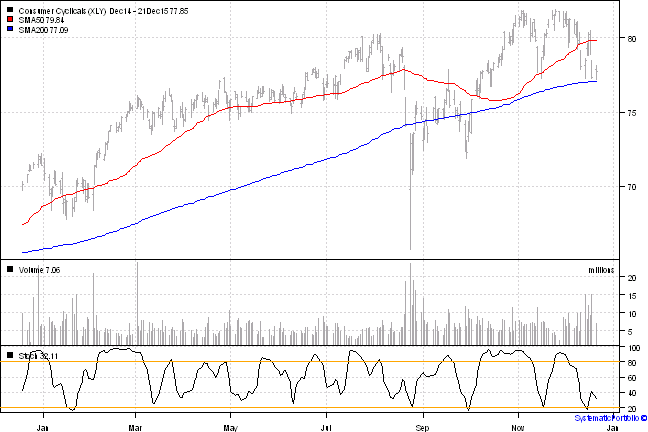 Consumer Cyclicals (XLY) Dec14 - 21Dec15 77.85
SMA50 79.84
SMA200 77.09
80
75
70
Volume 7.06
millions
20
15
10
5
Stoch 32.11
100
80
60
40
20
Jan Mar May Jul Sep Nov Jan
SystematicPortfolio ©